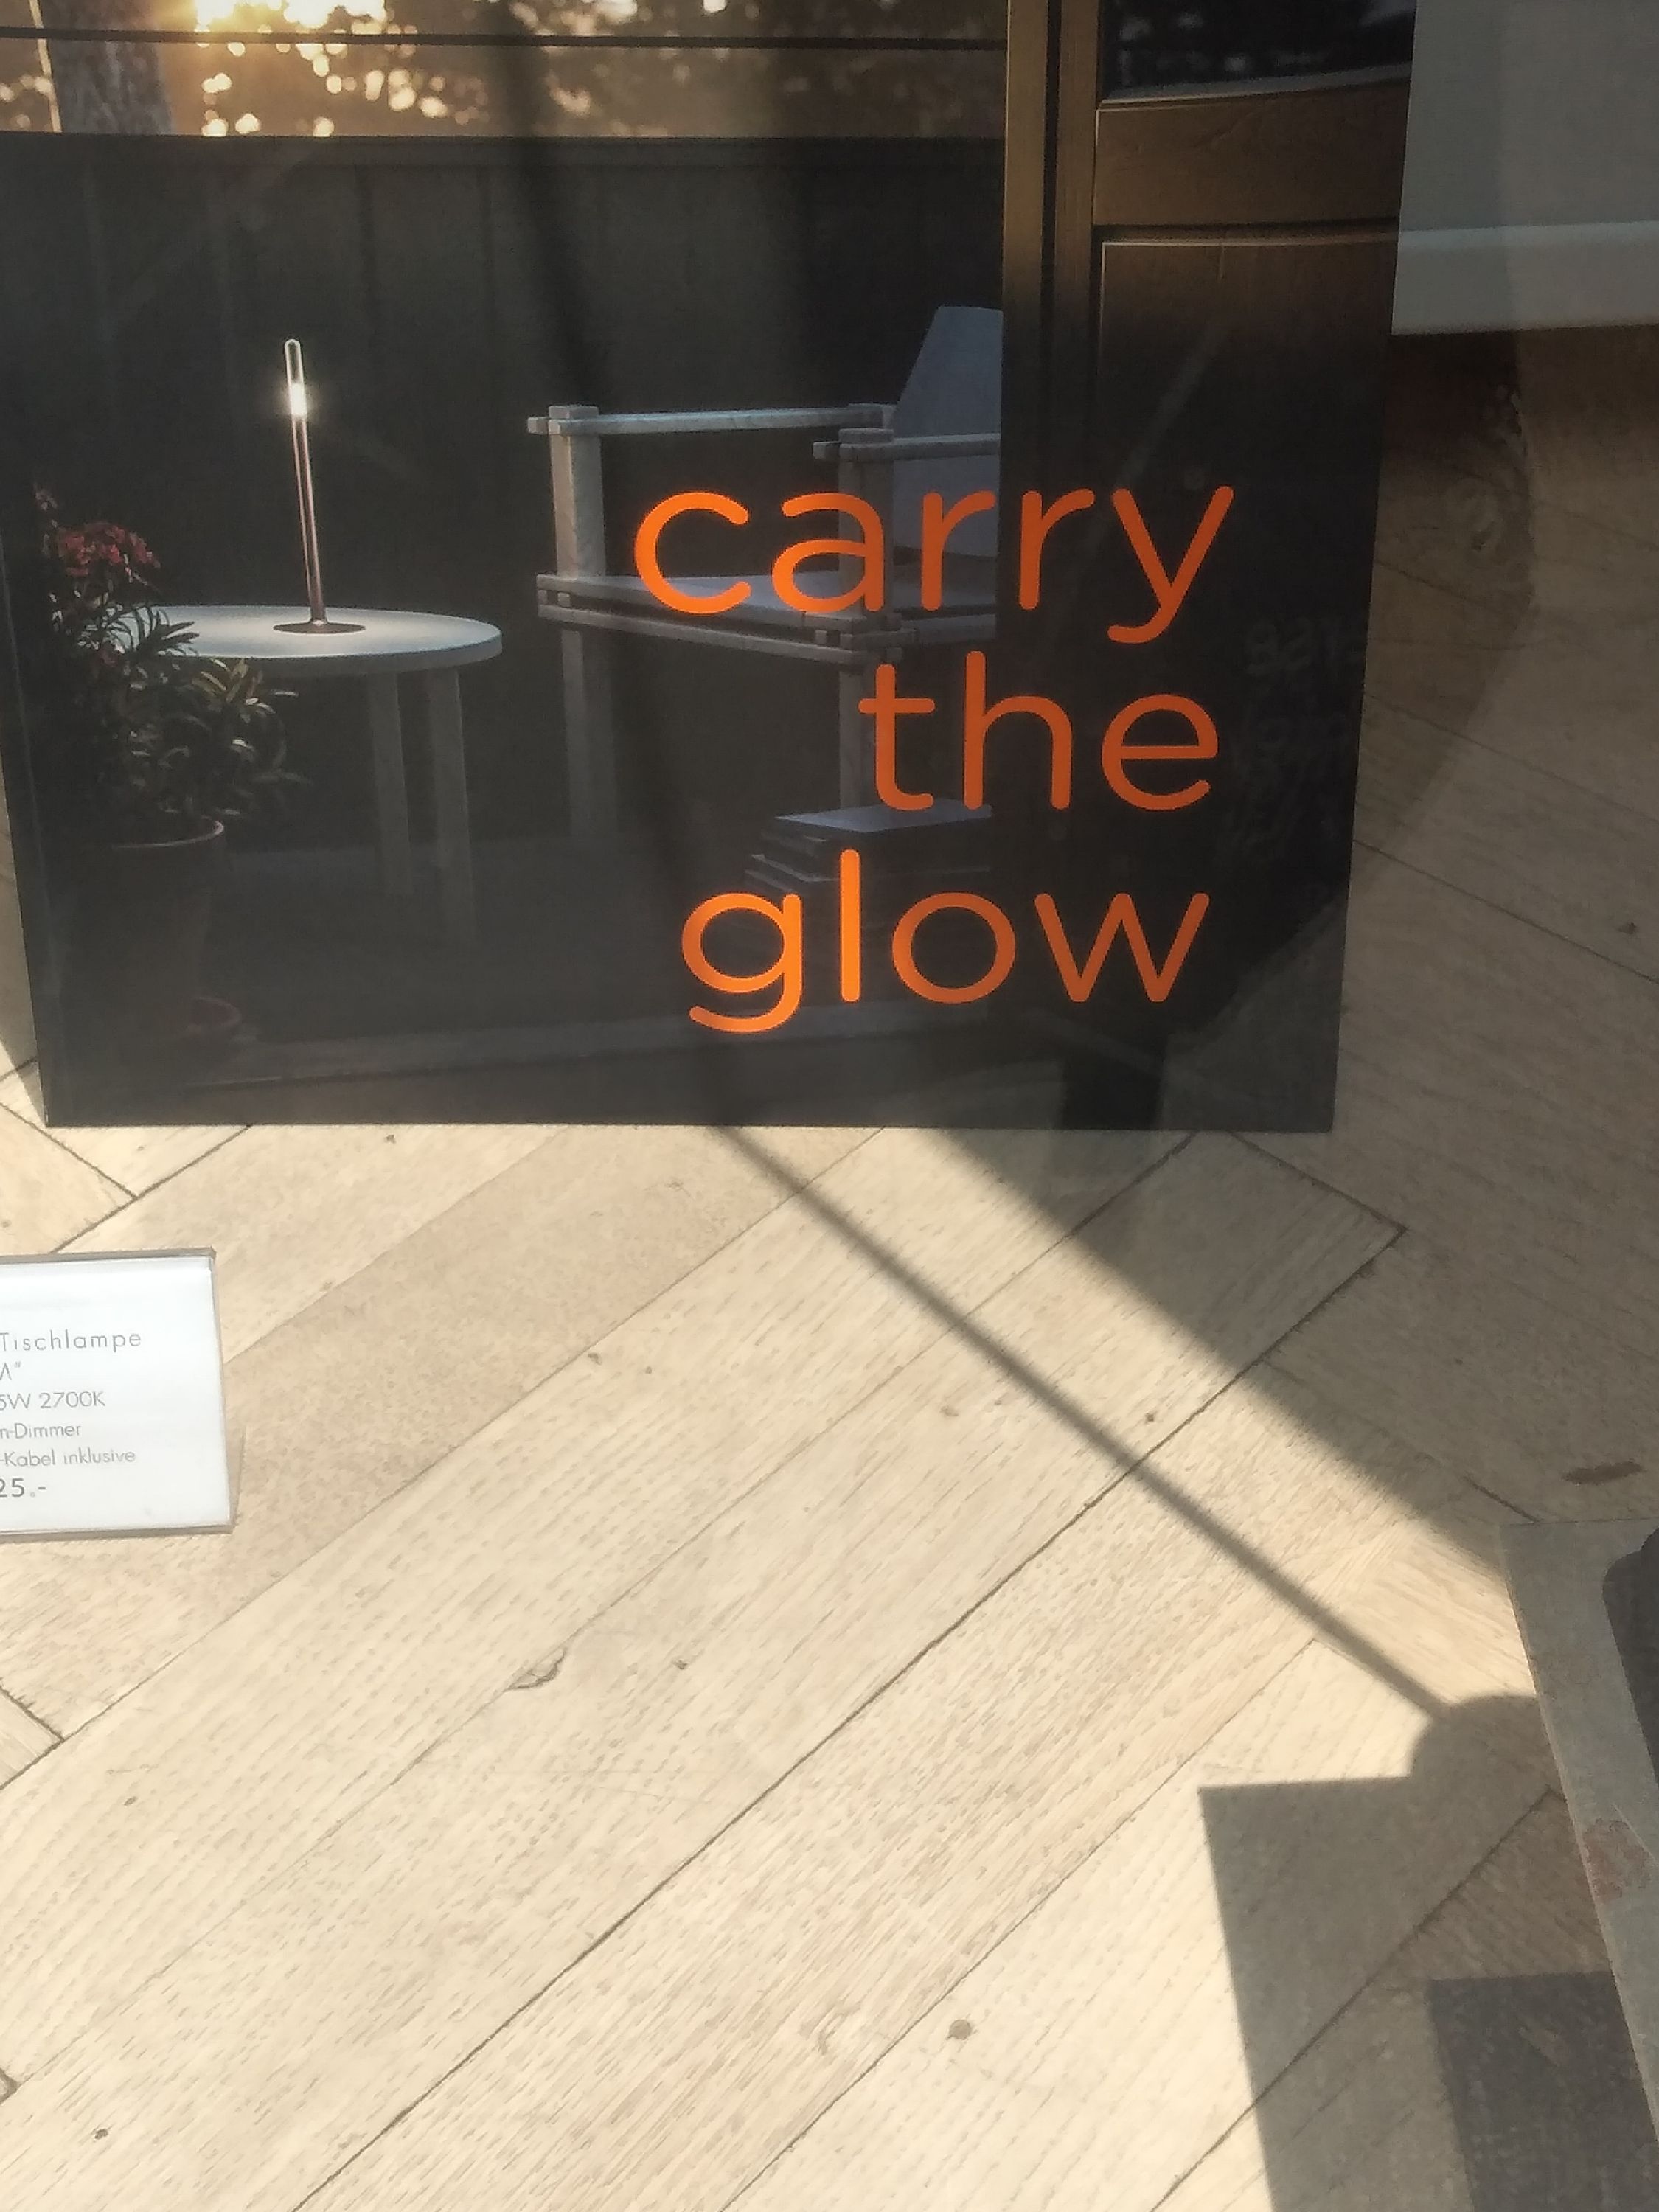 carry
the
glow
Tischlampe
5W 2700K
n-Dimmer
-Kabel inklusive
25.-